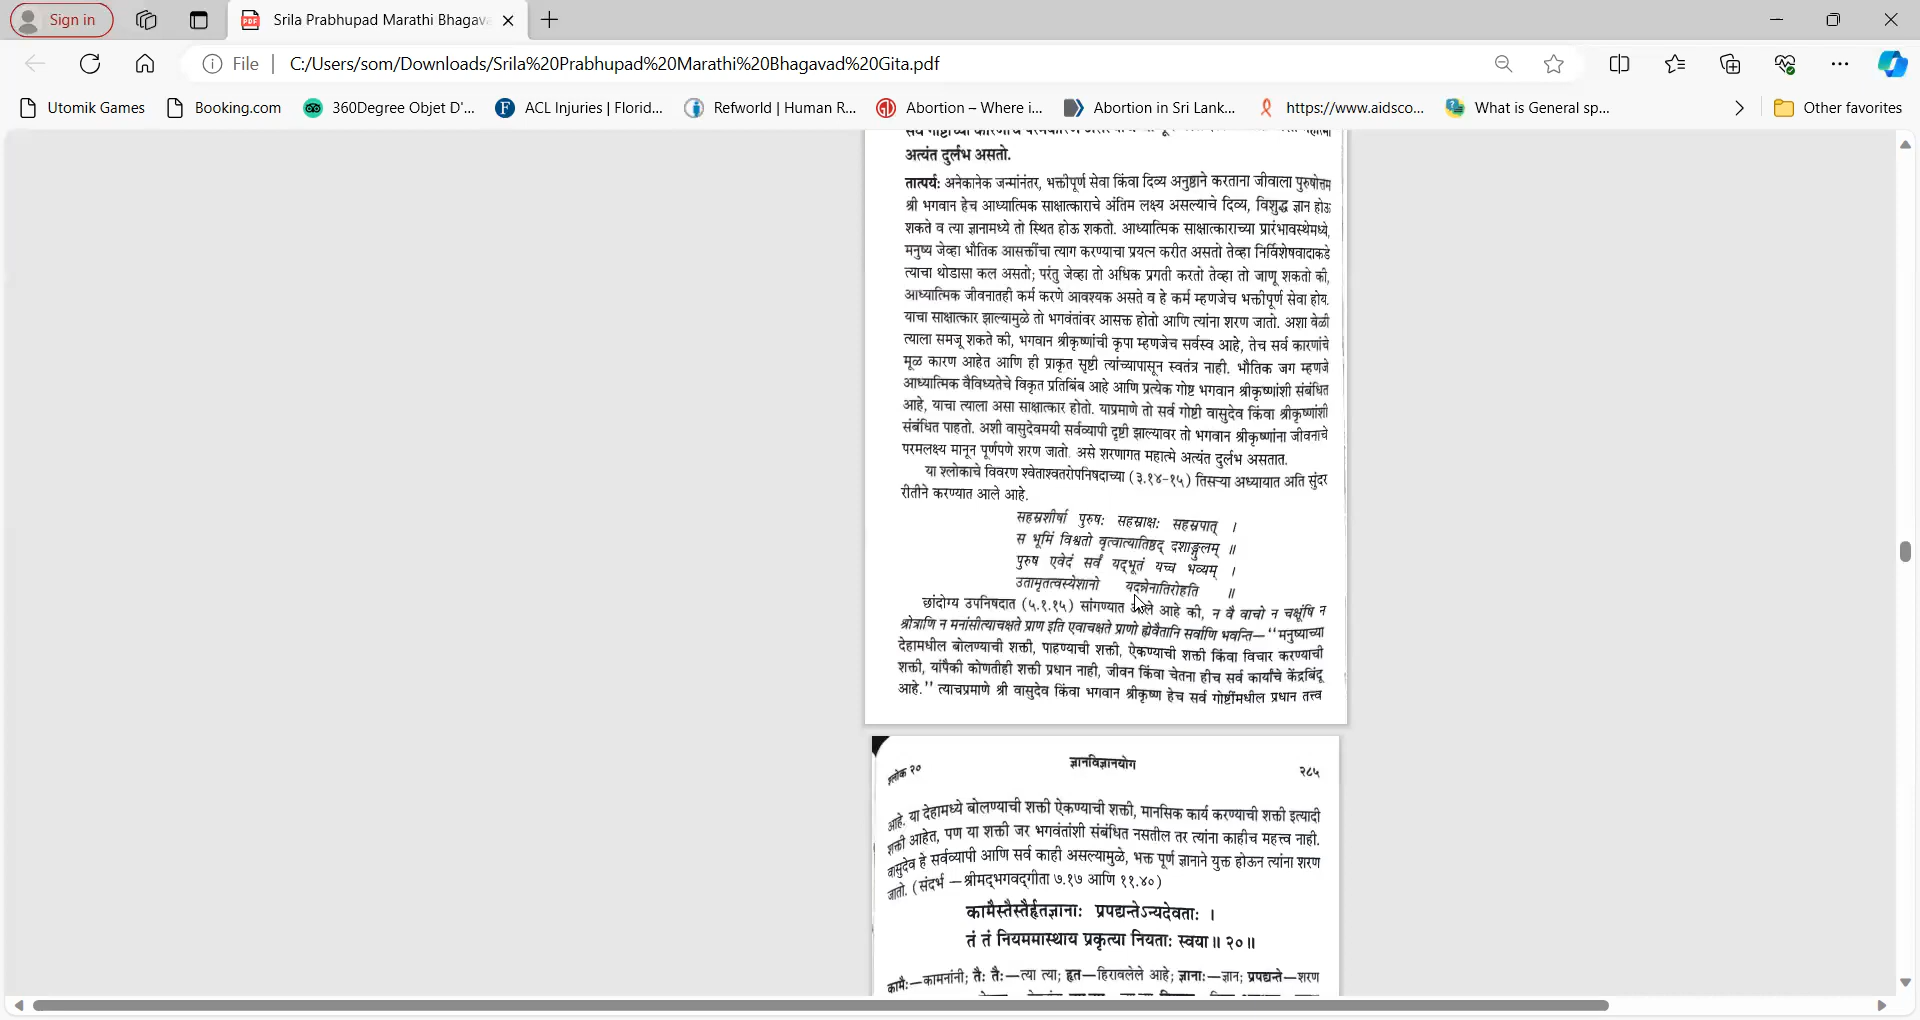 Sign in
Srila Prabhupad Marathi Bhagava
File
C:/Users/som/Downloads/Srila%20Prabhupad%20Marathi%20Bhagavad%20Gita.pdf
Utomik Games
Booking.com
360Degree Objet D'...
ACL Injuries | Florid...
Refworld | Human R...
Abortion – Where i...
Abortion in Sri Lank...
https://www.aidsco...
What is General sp...
Other favorites
अत्यंत दुर्लभ असतो.
तात्पर्य: अनेकानेक जन्मांनंतर, भक्तीपूर्ण सेवा किंवा दिव्य अनुष्ठाने करताना जीवाला पुरुषोत्तम
श्री भगवान हेच आध्यात्मिक साक्षात्काराचे अंतिम लक्ष्य असल्याचे दिव्य, विशुद्ध ज्ञान होऊ
शकते व त्या ज्ञानामध्ये तो स्थित होऊ शकतो. आध्यात्मिक साक्षात्काराच्या प्रारंभावस्थेमध्ये,
मनुष्य जेव्हा भौतिक आसक्तींचा त्याग करण्याचा प्रयत्न करीत असतो तेव्हा निर्विशेषवादाकडे
त्याचा थोडासा कल असतो; परंतु जेव्हा तो अधिक प्रगती करतो तेव्हा तो जाणू शकतो की,
आध्यात्मिक जीवनातही कर्म करणे आवश्यक असते व हे कर्म म्हणजेच भक्तीपूर्ण सेवा होय.
याचा साक्षात्कार झाल्यामुळे तो भगवंतांवर आसक्त होतो आणि त्यांना शरण जातो. अशा वेळी
त्याला समजू शकते की, भगवान श्रीकृष्णांची कृपा म्हणजेच सर्वस्व आहे, तेच सर्व कारणांचे
मूळ कारण आहेत आणि ही प्राकृत सृष्टी त्यांच्यापासून स्वतंत्र नाही. भौतिक जग म्हणजे
आध्यात्मिक वैविध्यतेचे विकृत प्रतिबिंब आहे आणि प्रत्येक गोष्ट भगवान श्रीकृष्णांशी संबंधित
आहे, याचा त्याला असा साक्षात्कार होतो. याप्रमाणे तो सर्व गोष्टी वासुदेव किंवा श्रीकृष्णांशी
संबंधित पाहतो. अशी वासुदेवमयी सर्वव्यापी दृष्टी झाल्यावर तो भगवान श्रीकृष्णांना जीवनाचे
परमलक्ष्य मानून पूर्णपणे शरण जातो. असे शरणागत महात्मे अत्यंत दुर्लभ असतात.
या श्लोकाचे विवरण श्वेताश्वतरोपनिषदाच्या (३.१४-१५) तिसऱ्या अध्यायात अति सुंदर
रीतीने करण्यात आले आहे.
सहस्रशीर्षा पुरुष: सहस्राक्ष: सहस्रपात् ।
स भूमिं विश्वतो वृत्वात्यातिष्ठद् दशाङ्गुलम् ॥
पुरुष एवेदं सर्वं यद्भूतं यच्च भव्यम् ।
उतामृतत्वस्येशानो यदन्नेनातिरोहति ॥
छांदोग्य उपनिषदात (५.१.१५) सांगण्यात आले आहे की, न वै वाचो न चक्षूंषि न
श्रोत्राणि न मनांसीत्याचक्षते प्राण इति एवाचक्षते प्राणो ह्येवैतानि सर्वाणि भवन्ति—‘‘मनुष्याच्या
देहामधील बोलण्याची शक्ती, पाहण्याची शक्ती, ऐकण्याची शक्ती किंवा विचार करण्याची
शक्ती, यांपैकी कोणतीही शक्ती प्रधान नाही, जीवन किंवा चेतना हीच सर्व कार्यांचे केंद्रबिंदू
आहे.’’ त्याचप्रमाणे श्री वासुदेव किंवा भगवान श्रीकृष्ण हेच सर्व गोष्टींमधील प्रधान तत्त्व
श्लोक २० ज्ञानविज्ञानयोग २८५
आहे. या देहामध्ये बोलण्याची शक्ती ऐकण्याची शक्ती, मानसिक कार्य करण्याची शक्ती इत्यादी
शक्ती आहेत, पण या शक्ती जर भगवंतांशी संबंधित नसतील तर त्यांना काहीच महत्त्व नाही.
वासुदेव हे सर्वव्यापी आणि सर्व काही असल्यामुळे, भक्त पूर्ण ज्ञानाने युक्त होऊन त्यांना शरण
जातो. (संदर्भ —श्रीमद्भगवद्गीता ७.१७ आणि ११.४०)
कामैस्तैस्तैर्हृतज्ञाना: प्रपद्यन्तेऽन्यदेवता: ।
तं तं नियममास्थाय प्रकृत्या नियता: स्वया ॥ २० ॥
कामै:—कामनांनी; तै: तै:—त्या त्या; हृत—हिरावलेले आहे; ज्ञाना:—ज्ञान; प्रपद्यन्ते—शरण